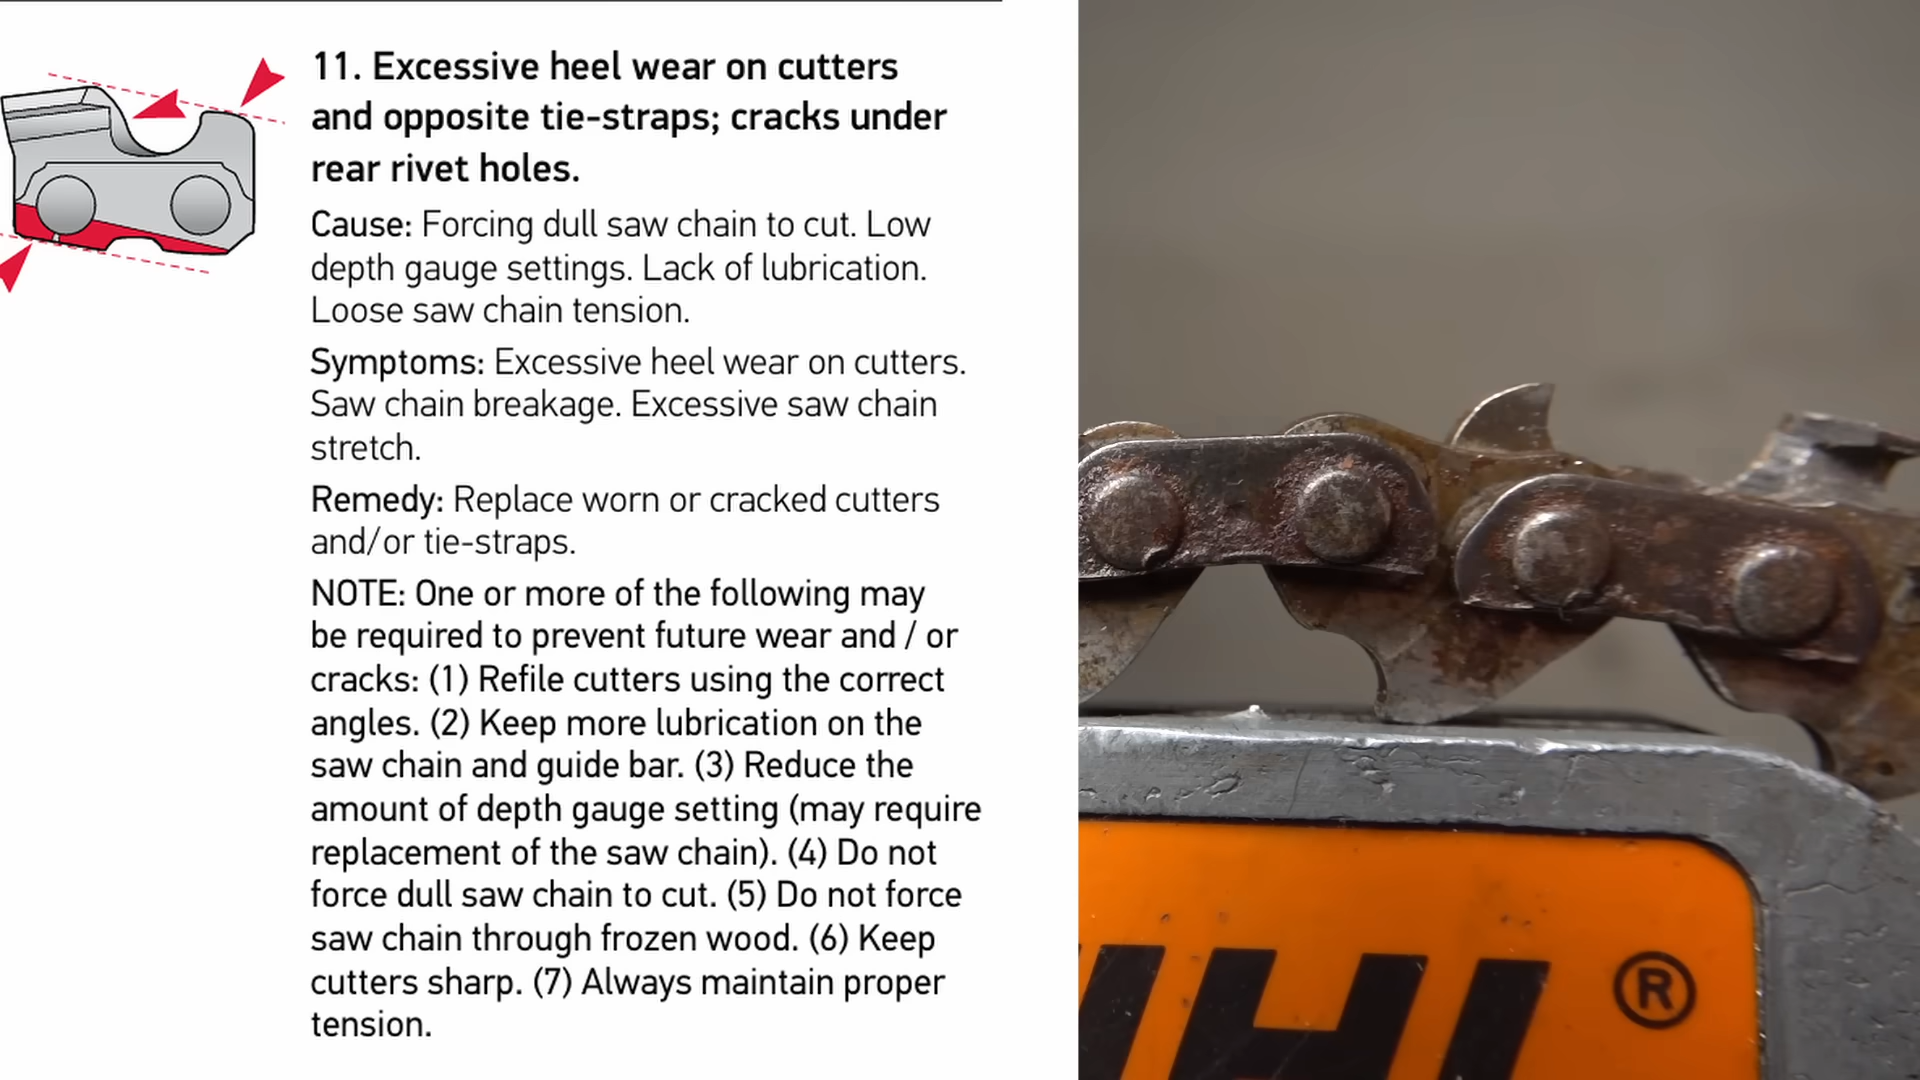 11. Excessive heel wear on cutters
and opposite tie-straps; cracks under
rear rivet holes.
Cause: Forcing dull saw chain to cut. Low
depth gauge settings. Lack of lubrication.
Loose saw chain tension.
Symptoms: Excessive heel wear on cutters.
Saw chain breakage. Excessive saw chain
stretch.
Remedy: Replace worn or cracked cutters
and/or tie-straps.
NOTE: One or more of the following may
be required to prevent future wear and / or
cracks: (1) Refile cutters using the correct
angles. (2) Keep more lubrication on the
saw chain and guide bar. (3) Reduce the
amount of depth gauge setting (may require
replacement of the saw chain). (4) Do not
force dull saw chain to cut. (5) Do not force
saw chain through frozen wood. (6) Keep
cutters sharp. (7) Always maintain proper
tension.
IHL®